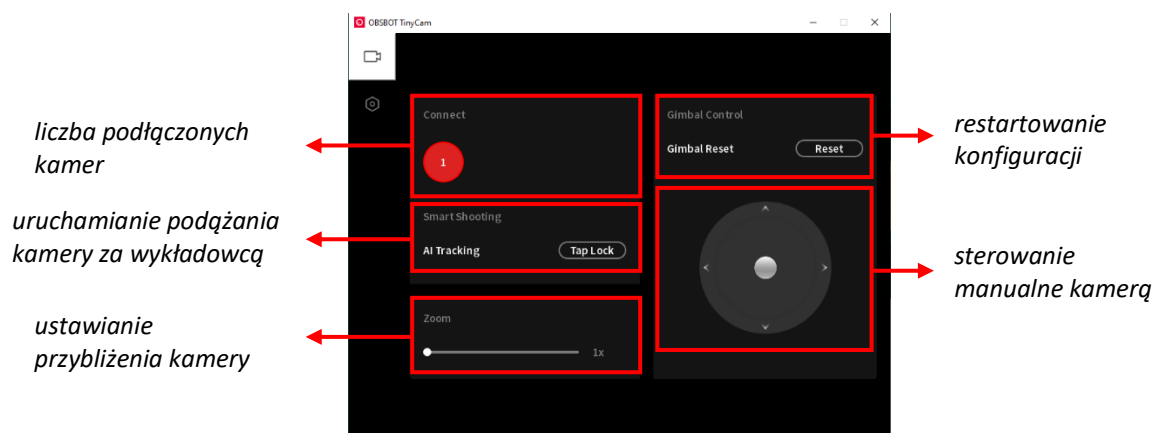 OBSBOT TinyCam
liczba podłączonych
kamer
uruchamianie podążania
kamery za wykładowcą
ustawianie
przybliżenia kamery
Connect
1
Smart Shooting
AI Tracking
Tap Lock
Zoom
1x
Gimbal Control
Gimbal Reset
Reset
restartowanie
konfiguracji
sterowanie
manualne kamerą